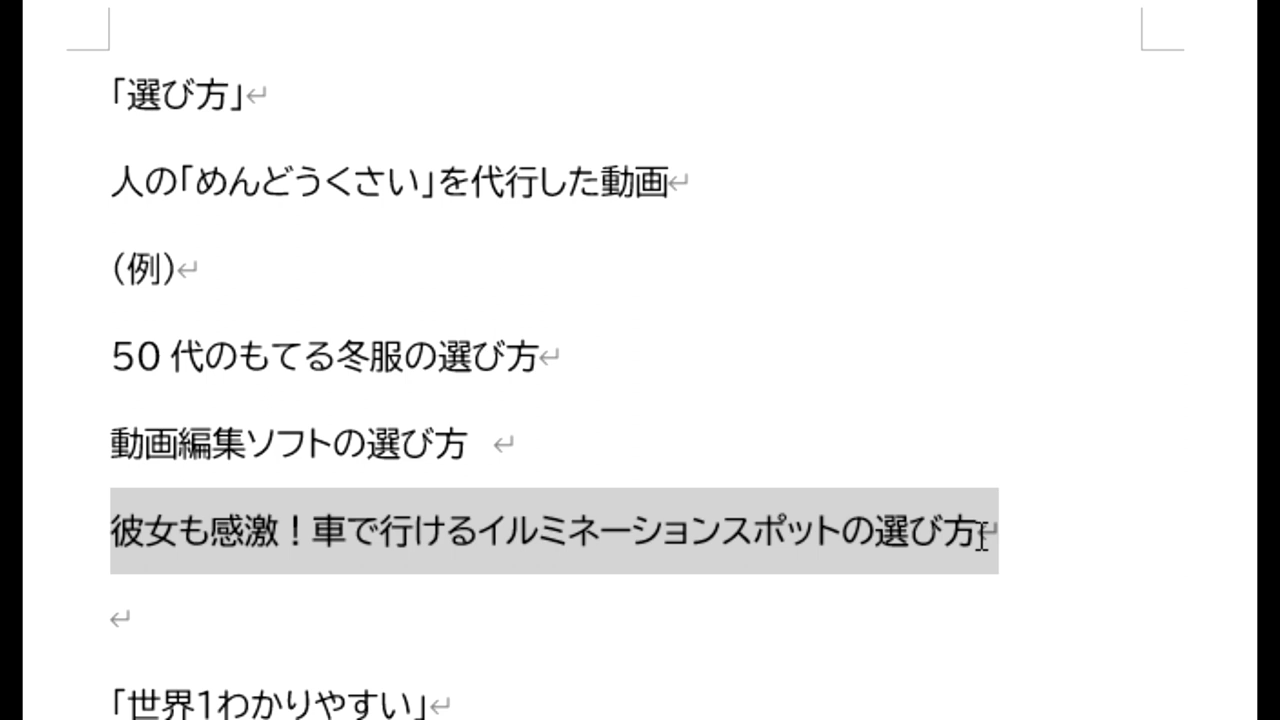 「選び方」
人の「めんどうくさい」を代行した動画
(例)
50 代のもてる冬服の選び方
動画編集ソフトの選び方
彼女も感激！車で行けるイルミネーションスポットの選び方
「世界1わかりやすい」